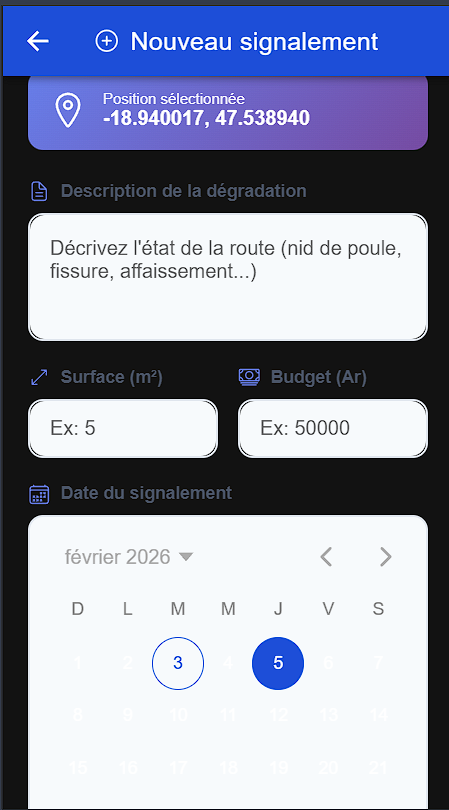 Nouveau signalement
Position sélectionnée
-18.940017, 47.538940
Description de la dégradation
Décrivez l'état de la route (nid de poule,
fissure, affaissement...)
Surface (m²) Budget (Ar)
Ex: 5 Ex: 50000
Date du signalement
février 2026
D L M M J V S
1 2 3 4 5 6 7
8 9 10 11 12 13 14
15 16 17 18 19 20 21